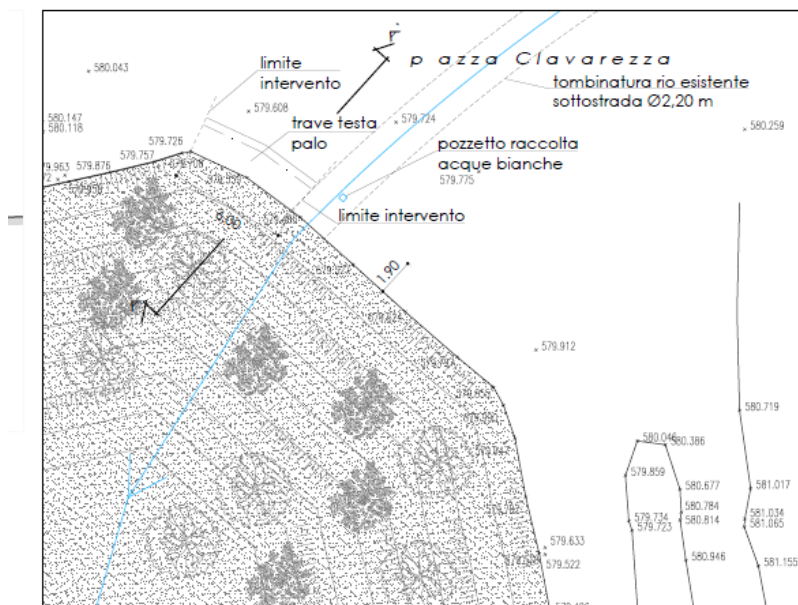 580.043
limite
intervento
p azza Clavarezza
tombinatura rio esistente
sottostrada Ø2,20 m
579.608
580.147
580.118
trave testa
palo
579.724
580.259
579.726
579.757
pozzetto raccolta
acque bianche
579.876
579.775
limite intervento
1.90
579.912
580.719
580.046
580.386
579.859
580.677
581.017
580.784
579.734
580.814
581.034
579.723
581.065
579.633
580.946
579.522
581.155